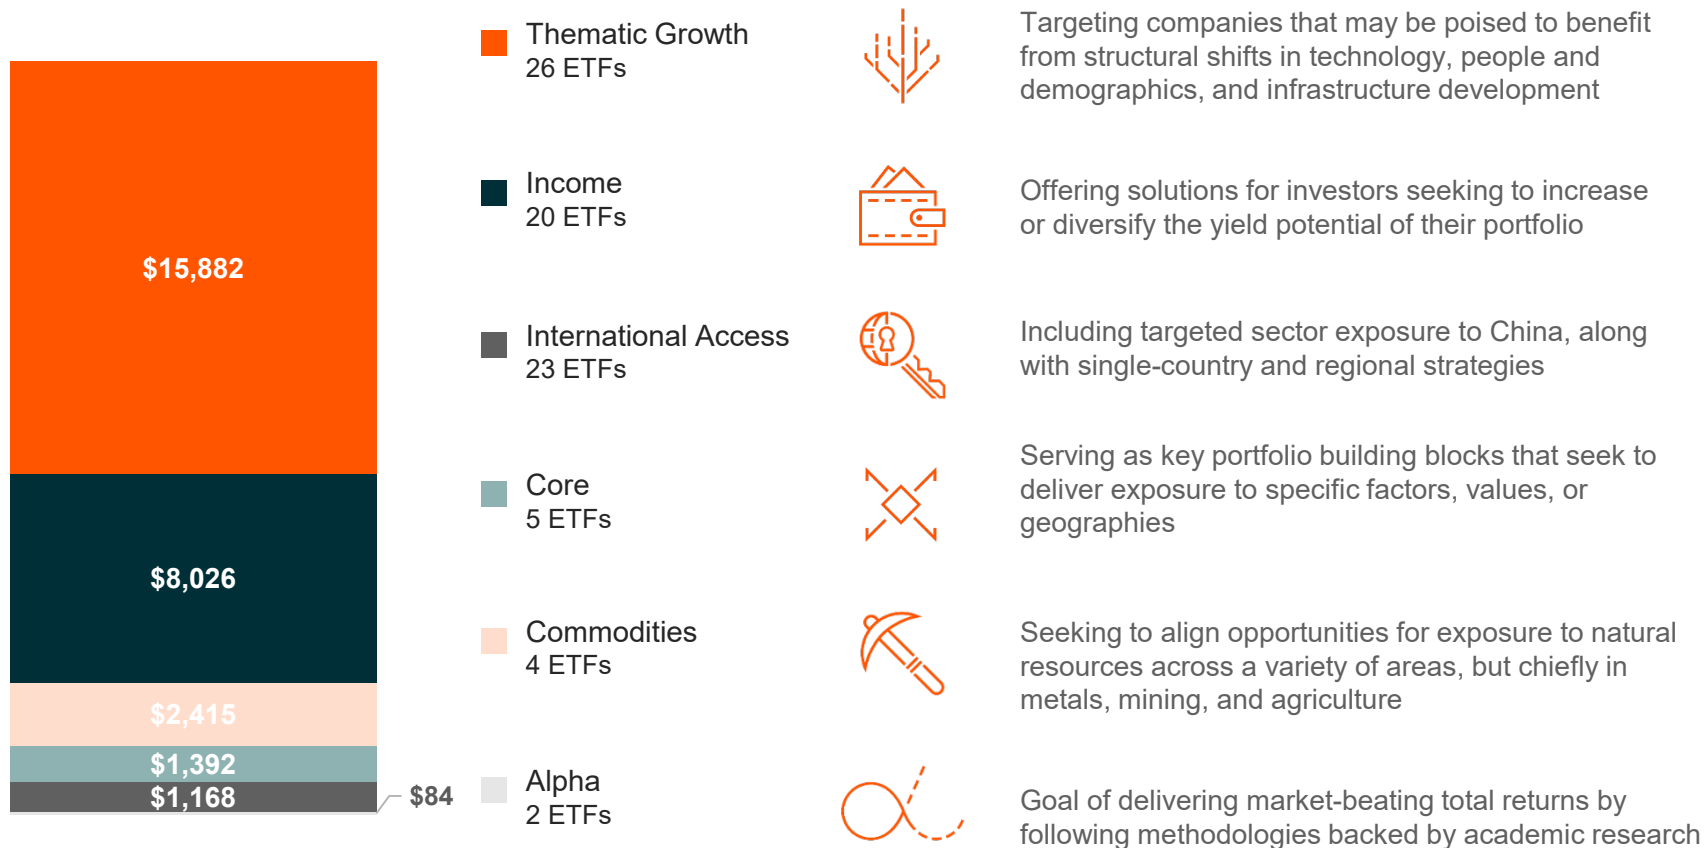 $15,882
$8,026
$2,415
$1,392
$1,168
$84
Thematic Growth
26 ETFs
Targeting companies that may be poised to benefit
from structural shifts in technology, people and
demographics, and infrastructure development
Income
20 ETFs
Offering solutions for investors seeking to increase
or diversify the yield potential of their portfolio
International Access
23 ETFs
Including targeted sector exposure to China, along
with single-country and regional strategies
Core
5 ETFs
Serving as key portfolio building blocks that seek to
deliver exposure to specific factors, values, or
geographies
Commodities
4 ETFs
Seeking to align opportunities for exposure to natural
resources across a variety of areas, but chiefly in
metals, mining, and agriculture
Alpha
2 ETFs
Goal of delivering market-beating total returns by
following methodologies backed by academic research